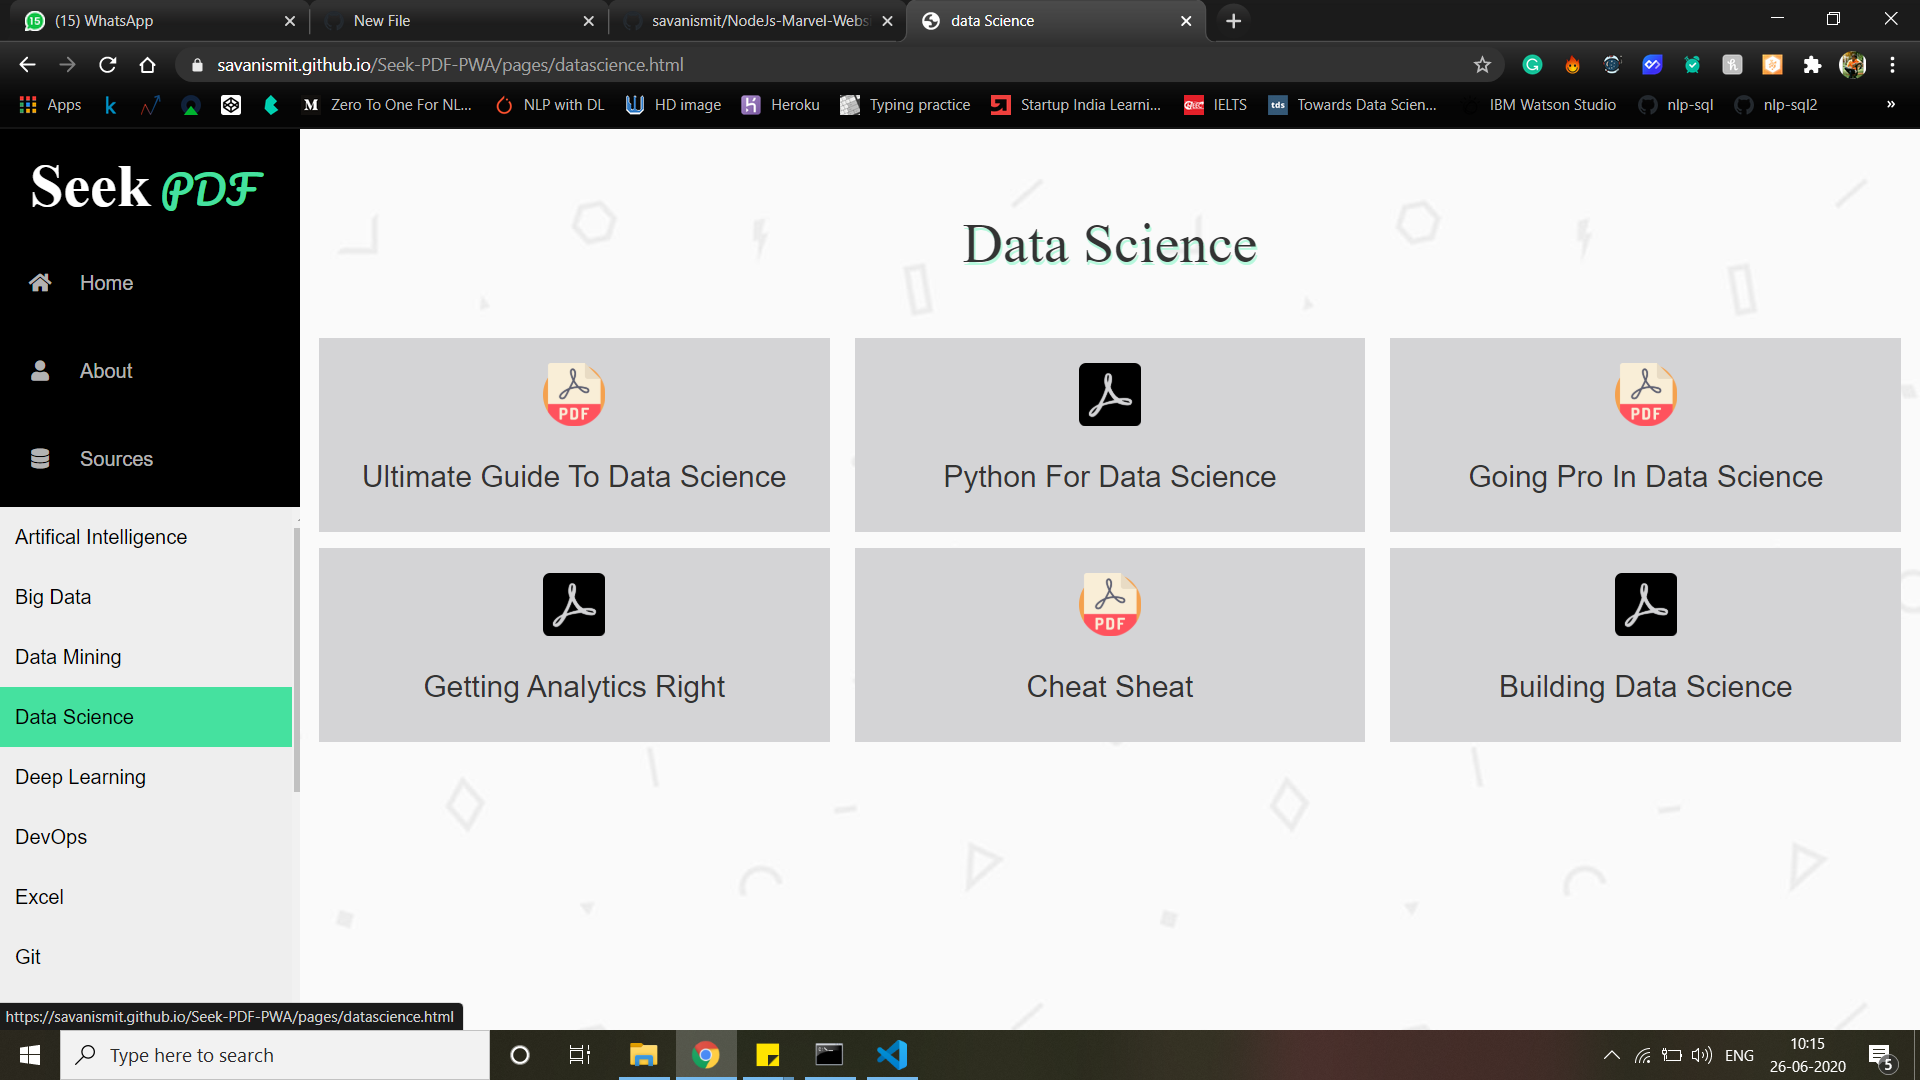 (15) WhatsApp
New File
savanismit/NodeJs-Marvel-Webs
data Science
savanismit.github.io/Seek-PDF-PWA/pages/datascience.html
Apps
Zero To One For NL...
NLP with DL
HD image
Heroku
Typing practice
Startup India Learni...
IELTS
tds
Towards Data Scien...
IBM Watson Studio
nlp-sql
nlp-sql2
»
Seek PDF
Home
About
Sources
Artifical Intelligence
Big Data
Data Mining
Data Science
Deep Learning
DevOps
Excel
Git
https://savanismit.github.io/Seek-PDF-PWA/pages/datascience.html
Data Science
PDF
Ultimate Guide To Data Science
Python For Data Science
PDF
Going Pro In Data Science
Getting Analytics Right
PDF
Cheat Sheat
Building Data Science
Type here to search
ENG
10:15
26-06-2020
5